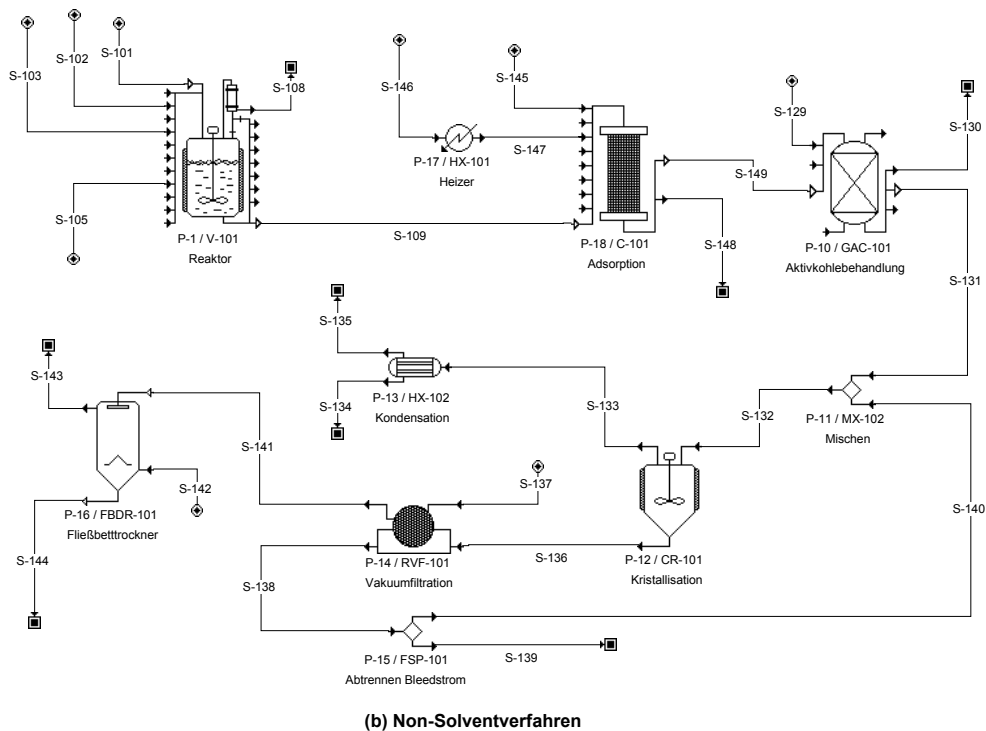 S-103
S-102
S-101
S-108
S-105
P-1 / V-101
Reaktor
S-109
S-146
S-145
P-17 / HX-101
Heizer
S-147
P-18 / C-101
Adsorption
S-149
S-148
S-129
S-130
P-10 / GAC-101
Aktivkohlebehandlung
S-131
S-135
S-134
P-13 / HX-102
Kondensation
S-133
S-132
P-11 / MX-102
Mischen
S-143
S-141
S-142
P-16 / FBDR-101
Fließbetttrockner
S-144
S-137
P-14 / RVF-101
Vakuumfiltration
S-136
P-12 / CR-101
Kristallisation
S-140
S-138
P-15 / FSP-101
Abtrennen Bleedstrom
S-139
(b) Non-Solventverfahren